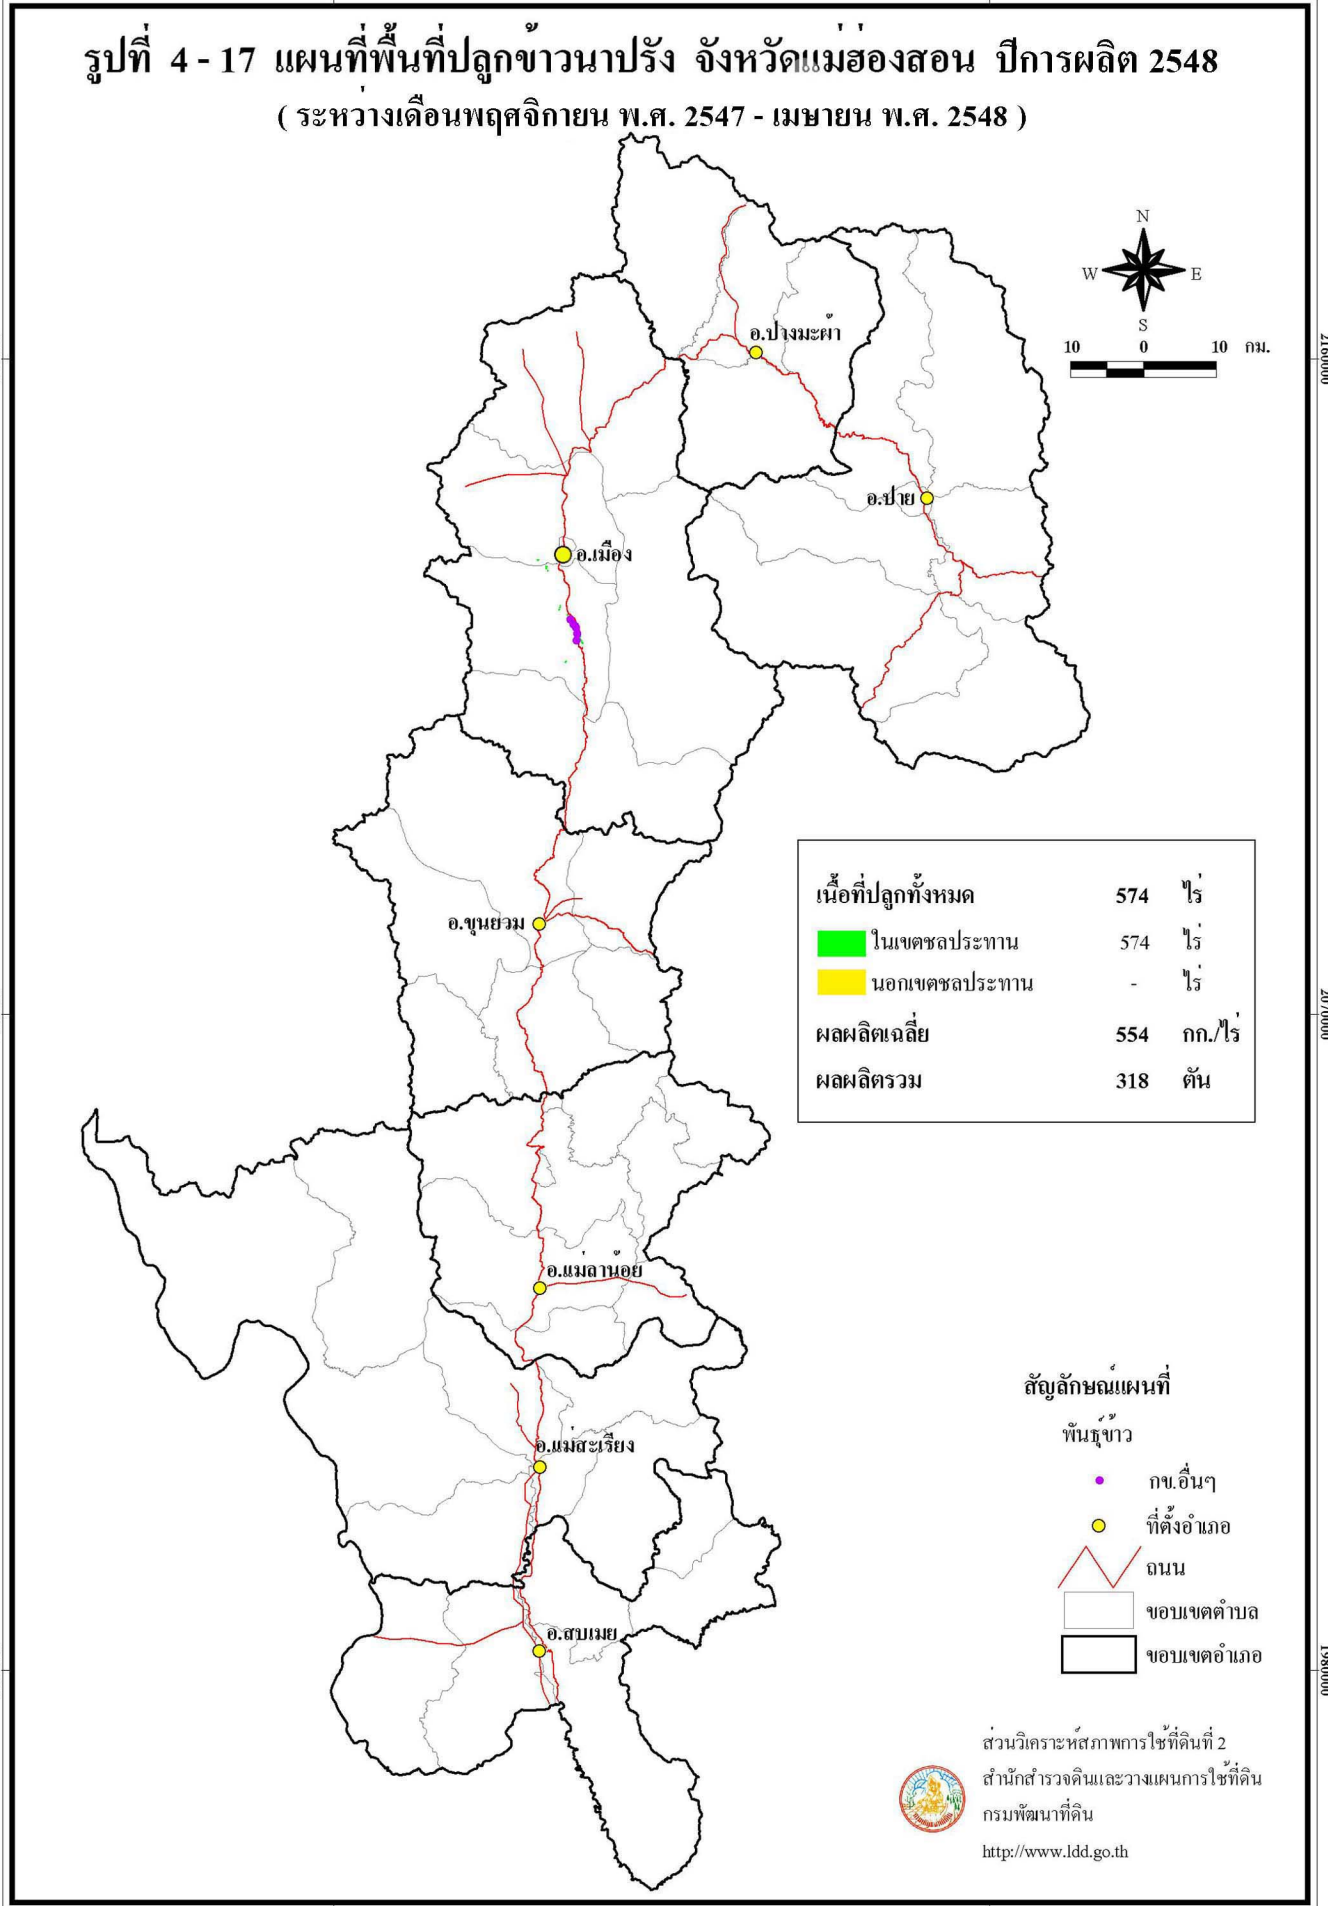 รูปที่ 4 - 17 แผนที่พื้นที่ปลูกข้าวนาปรัง จังหวัดแม่ฮ่องสอน ปีการผลิต 2548
( ระหว่างเดือนพฤศจิกายน พ.ศ. 2547 - เมษายน พ.ศ. 2548 )
N
W E
S
10 0 10 กม.
2160000
อ.ปางมะผ้า
อ.ปาย
อ.เมือง
เนื้อที่ปลูกทั้งหมด 574 ไร่
ในเขตชลประทาน 574 ไร่
นอกเขตชลประทาน - ไร่
ผลผลิตเฉลี่ย 554 กก./ไร่
ผลผลิตรวม 318 ตัน
อ.ขุนยวม
2070000
อ.แม่ลาน้อย
อ.แม่สะเรียง
อ.สบเมย
สัญลักษณ์แผนที่
พันธุ์ข้าว
กข.อื่นๆ
ที่ตั้งอำเภอ
ถนน
ขอบเขตตำบล
ขอบเขตอำเภอ
1980000
ส่วนวิเคราะห์สภาพการใช้ที่ดินที่ 2
สำนักสำรวจดินและวางแผนการใช้ที่ดิน
กรมพัฒนาที่ดิน
http://www.ldd.go.th